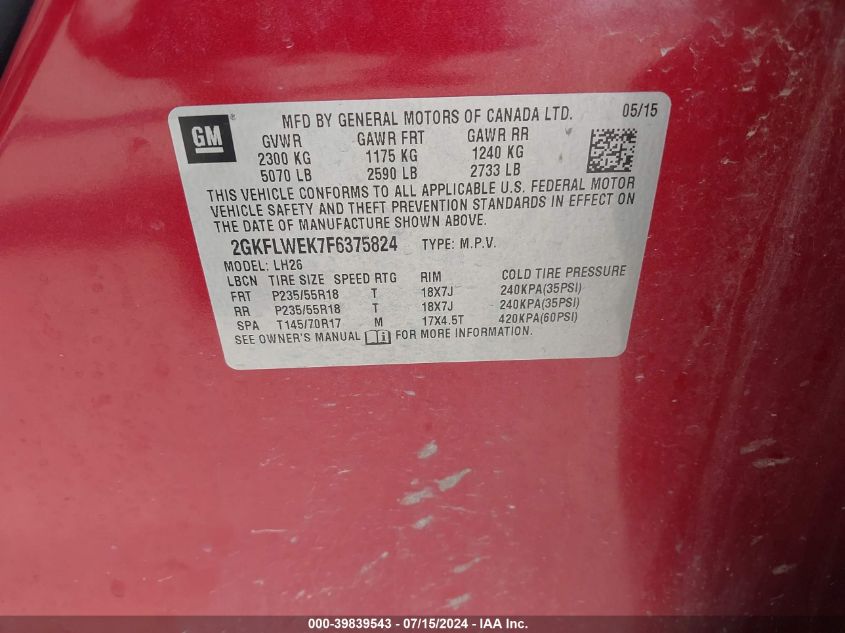 GM ®
MFD BY GENERAL MOTORS OF CANADA LTD. 05/15
GVWR GAWR FRT GAWR RR
2300 KG 1175 KG 1240 KG
5070 LB 2590 LB 2733 LB
THIS VEHICLE CONFORMS TO ALL APPLICABLE U.S. FEDERAL MOTOR
VEHICLE SAFETY AND THEFT PREVENTION STANDARDS IN EFFECT ON
THE DATE OF MANUFACTURE SHOWN ABOVE.
2GKFLWEK7F6375824 TYPE: M.P.V.
MODEL: LH26
LBCN TIRE SIZE SPEED RTG RIM COLD TIRE PRESSURE
FRT P235/55R18 T 18X7J 240KPA(35PSI)
RR P235/55R18 T 18X7J 240KPA(35PSI)
SPA T145/70R17 M 17X4.5T 420KPA(60PSI)
SEE OWNER'S MANUAL i FOR MORE INFORMATION.
000-39839543 - 07/15/2024 - IAA Inc.